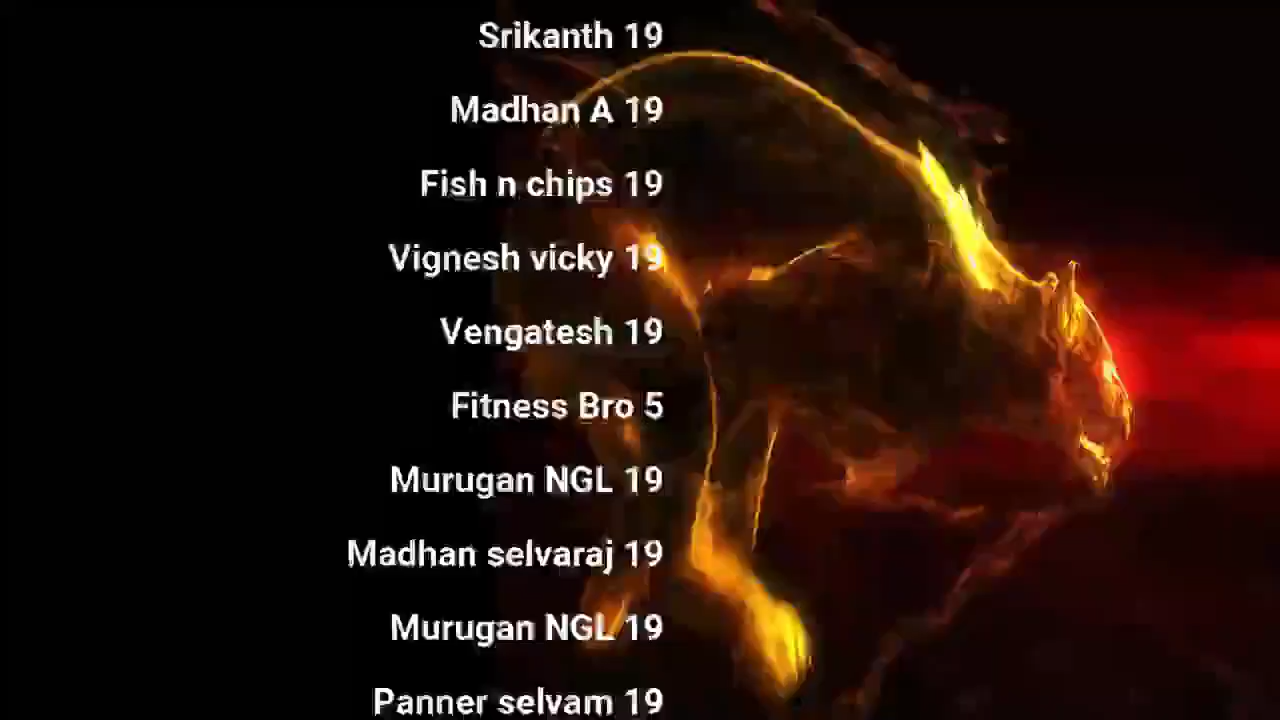 Srikanth 19
Madhan A 19
Fish n chips 19
Vignesh vicky 19
Vengatesh 19
Fitness Bro 5
Murugan NGL 19
Madhan selvaraj 19
Murugan NGL 19
Panner selvam 19